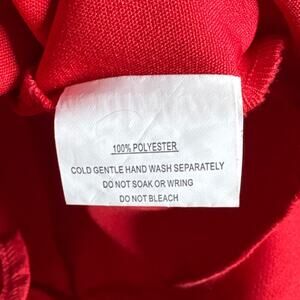 100% POLYESTER
COLD GENTLE HAND WASH SEPARATELY
DO NOT SOAK OR WRING
DO NOT BLEACH